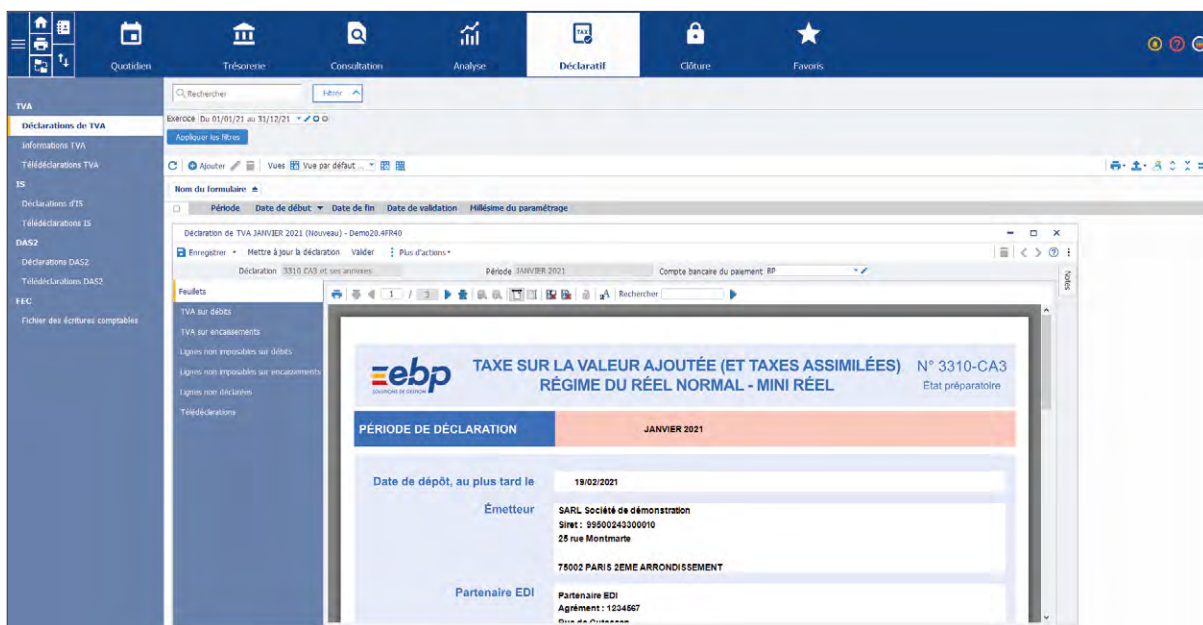 Quotidien
Trésorerie
Consultation
Analyse
TAX
Déclaratif
Clôture
Favoris
TVA
Déclarations de TVA
Informations TVA
Télédéclarations TVA
IS
Déclarations d'IS
Télédéclarations IS
DAS2
Déclarations DAS2
Télédéclarations DAS2
FEC
Fichier des écritures comptables
Rechercher
Filtrer
Exercice Du 01/01/21 au 31/12/21
Appliquer les filtres
Ajouter Vues Vue par défaut ...
Nom du formulaire
Période Date de début Date de fin Date de validation Millésime du paramétrage
Déclaration de TVA JANVIER 2021 (Nouveau) - Demo20.4FR40
Enregistrer Mettre à jour la déclaration Valider Plus d'actions
Déclaration 3310 CA3 et ses annexes Période JANVIER 2021 Compte bancaire du paiement BP
Notes
Feuillets
TVA sur débits
TVA sur encaissements
Lignes non imposables sur débits
Lignes non imposables sur encaissements
Lignes non déclarées
Télédéclarations
1 / 3 Rechercher
ebp
SOLUTIONS DE GESTION
TAXE SUR LA VALEUR AJOUTÉE (ET TAXES ASSIMILÉES)
RÉGIME DU RÉEL NORMAL - MINI RÉEL
N° 3310-CA3
État préparatoire
PÉRIODE DE DÉCLARATION JANVIER 2021
Date de dépôt, au plus tard le 19/02/2021
Émetteur SARL Société de démonstration
Siret : 99500243300010
25 rue Montmarte
75002 PARIS 2EME ARRONDISSEMENT
Partenaire EDI Partenaire EDI
Agrément : 1234567